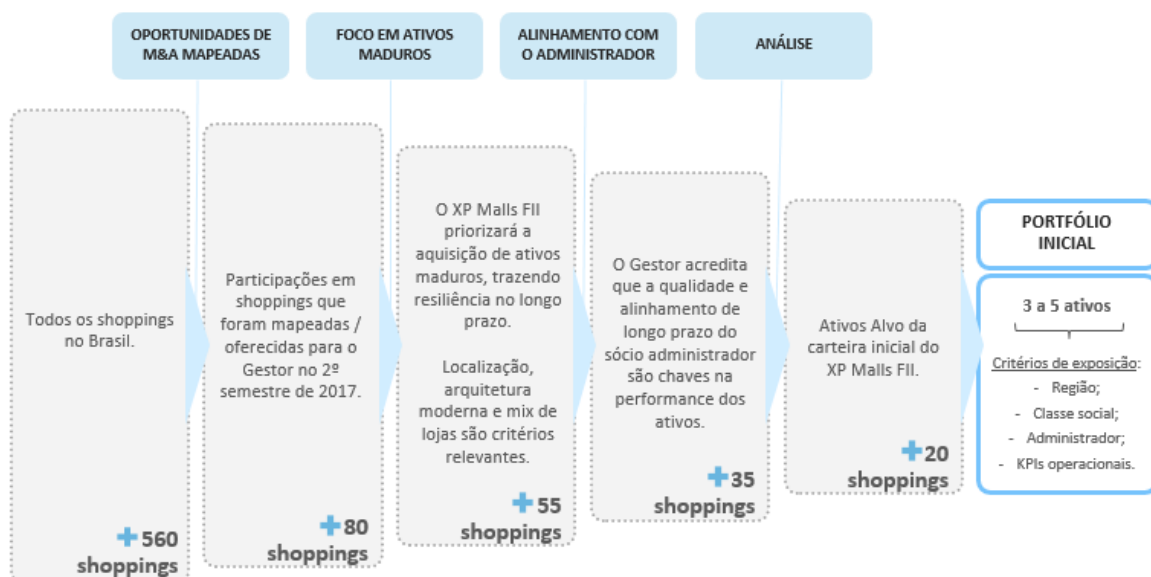 OPORTUNIDADES DE
M&A MAPEADAS
FOCO EM ATIVOS
MADUROS
ALINHAMENTO COM
O ADMINISTRADOR
ANÁLISE
Todos os shoppings
no Brasil.
+ 560
shoppings
Participações em
shoppings que
foram mapeadas /
oferecidas para o
Gestor no 2º
semestre de 2017.
+ 80
shoppings
O XP Malls FII
priorizará a
aquisição de ativos
maduros, trazendo
resiliência no longo
prazo.
Localização,
arquitetura
moderna e mix de
lojas são critérios
relevantes.
+ 55
shoppings
O Gestor acredita
que a qualidade e
alinhamento de
longo prazo do
sócio administrador
são chaves na
performance dos
ativos.
+ 35
shoppings
Ativos Alvo da
carteira inicial do
XP Malls FII.
+ 20
shoppings
PORTFÓLIO
INICIAL
3 a 5 ativos
Critérios de exposição:
- Região;
- Classe social;
- Administrador;
- KPIs operacionais.